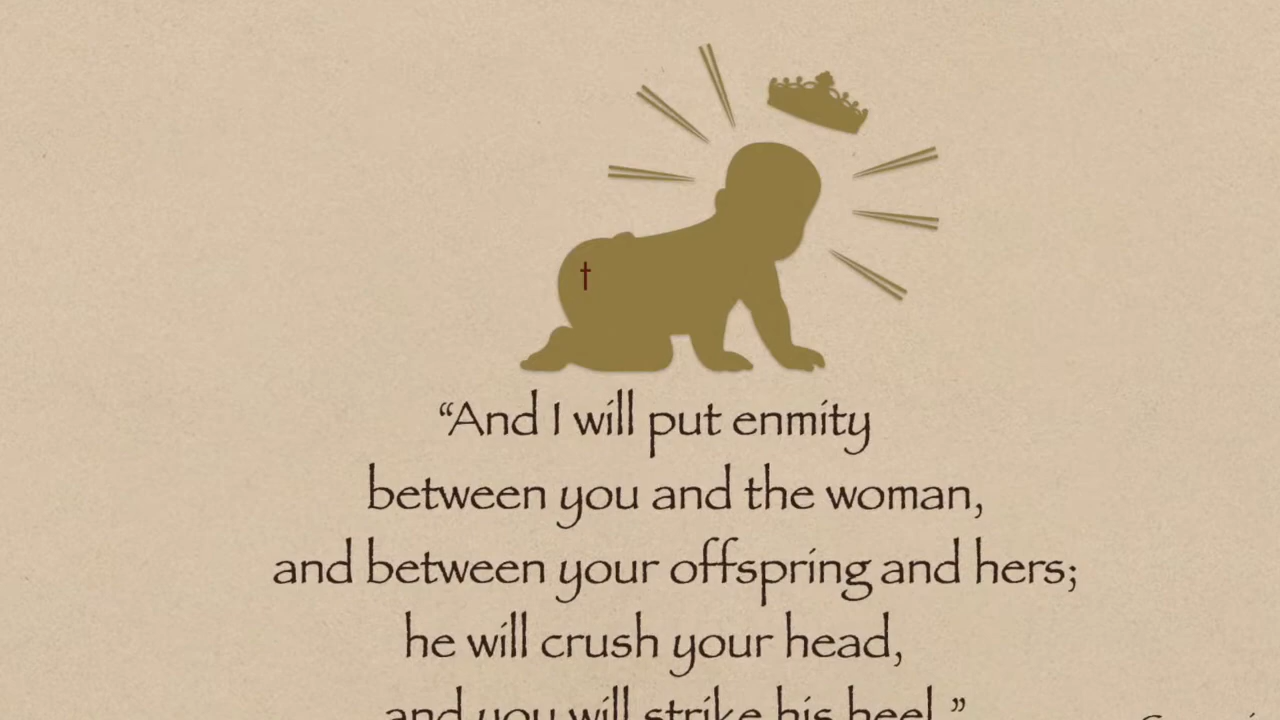 “And I will put enmity
between you and the woman,
and between your offspring and hers;
he will crush your head,
and you will strike his heel.”